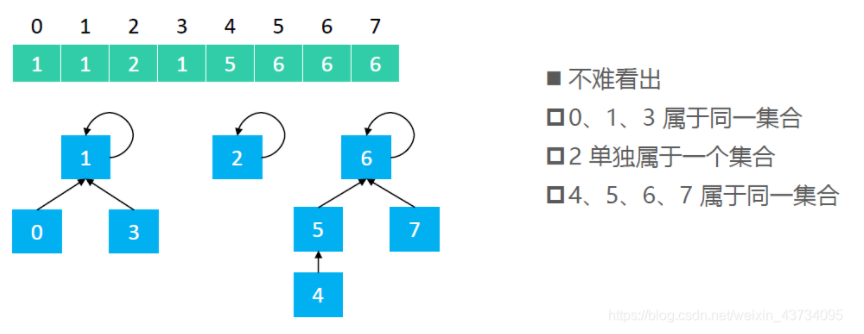 0 1 2 3 4 5 6 7
1 1 2 1 5 6 6 6
1 2 6
0 3 5 7
4
■ 不难看出
0、1、3 属于同一集合
2 单独属于一个集合
4、5、6、7 属于同一集合
https://blog.csdn.net/weixin_43734095